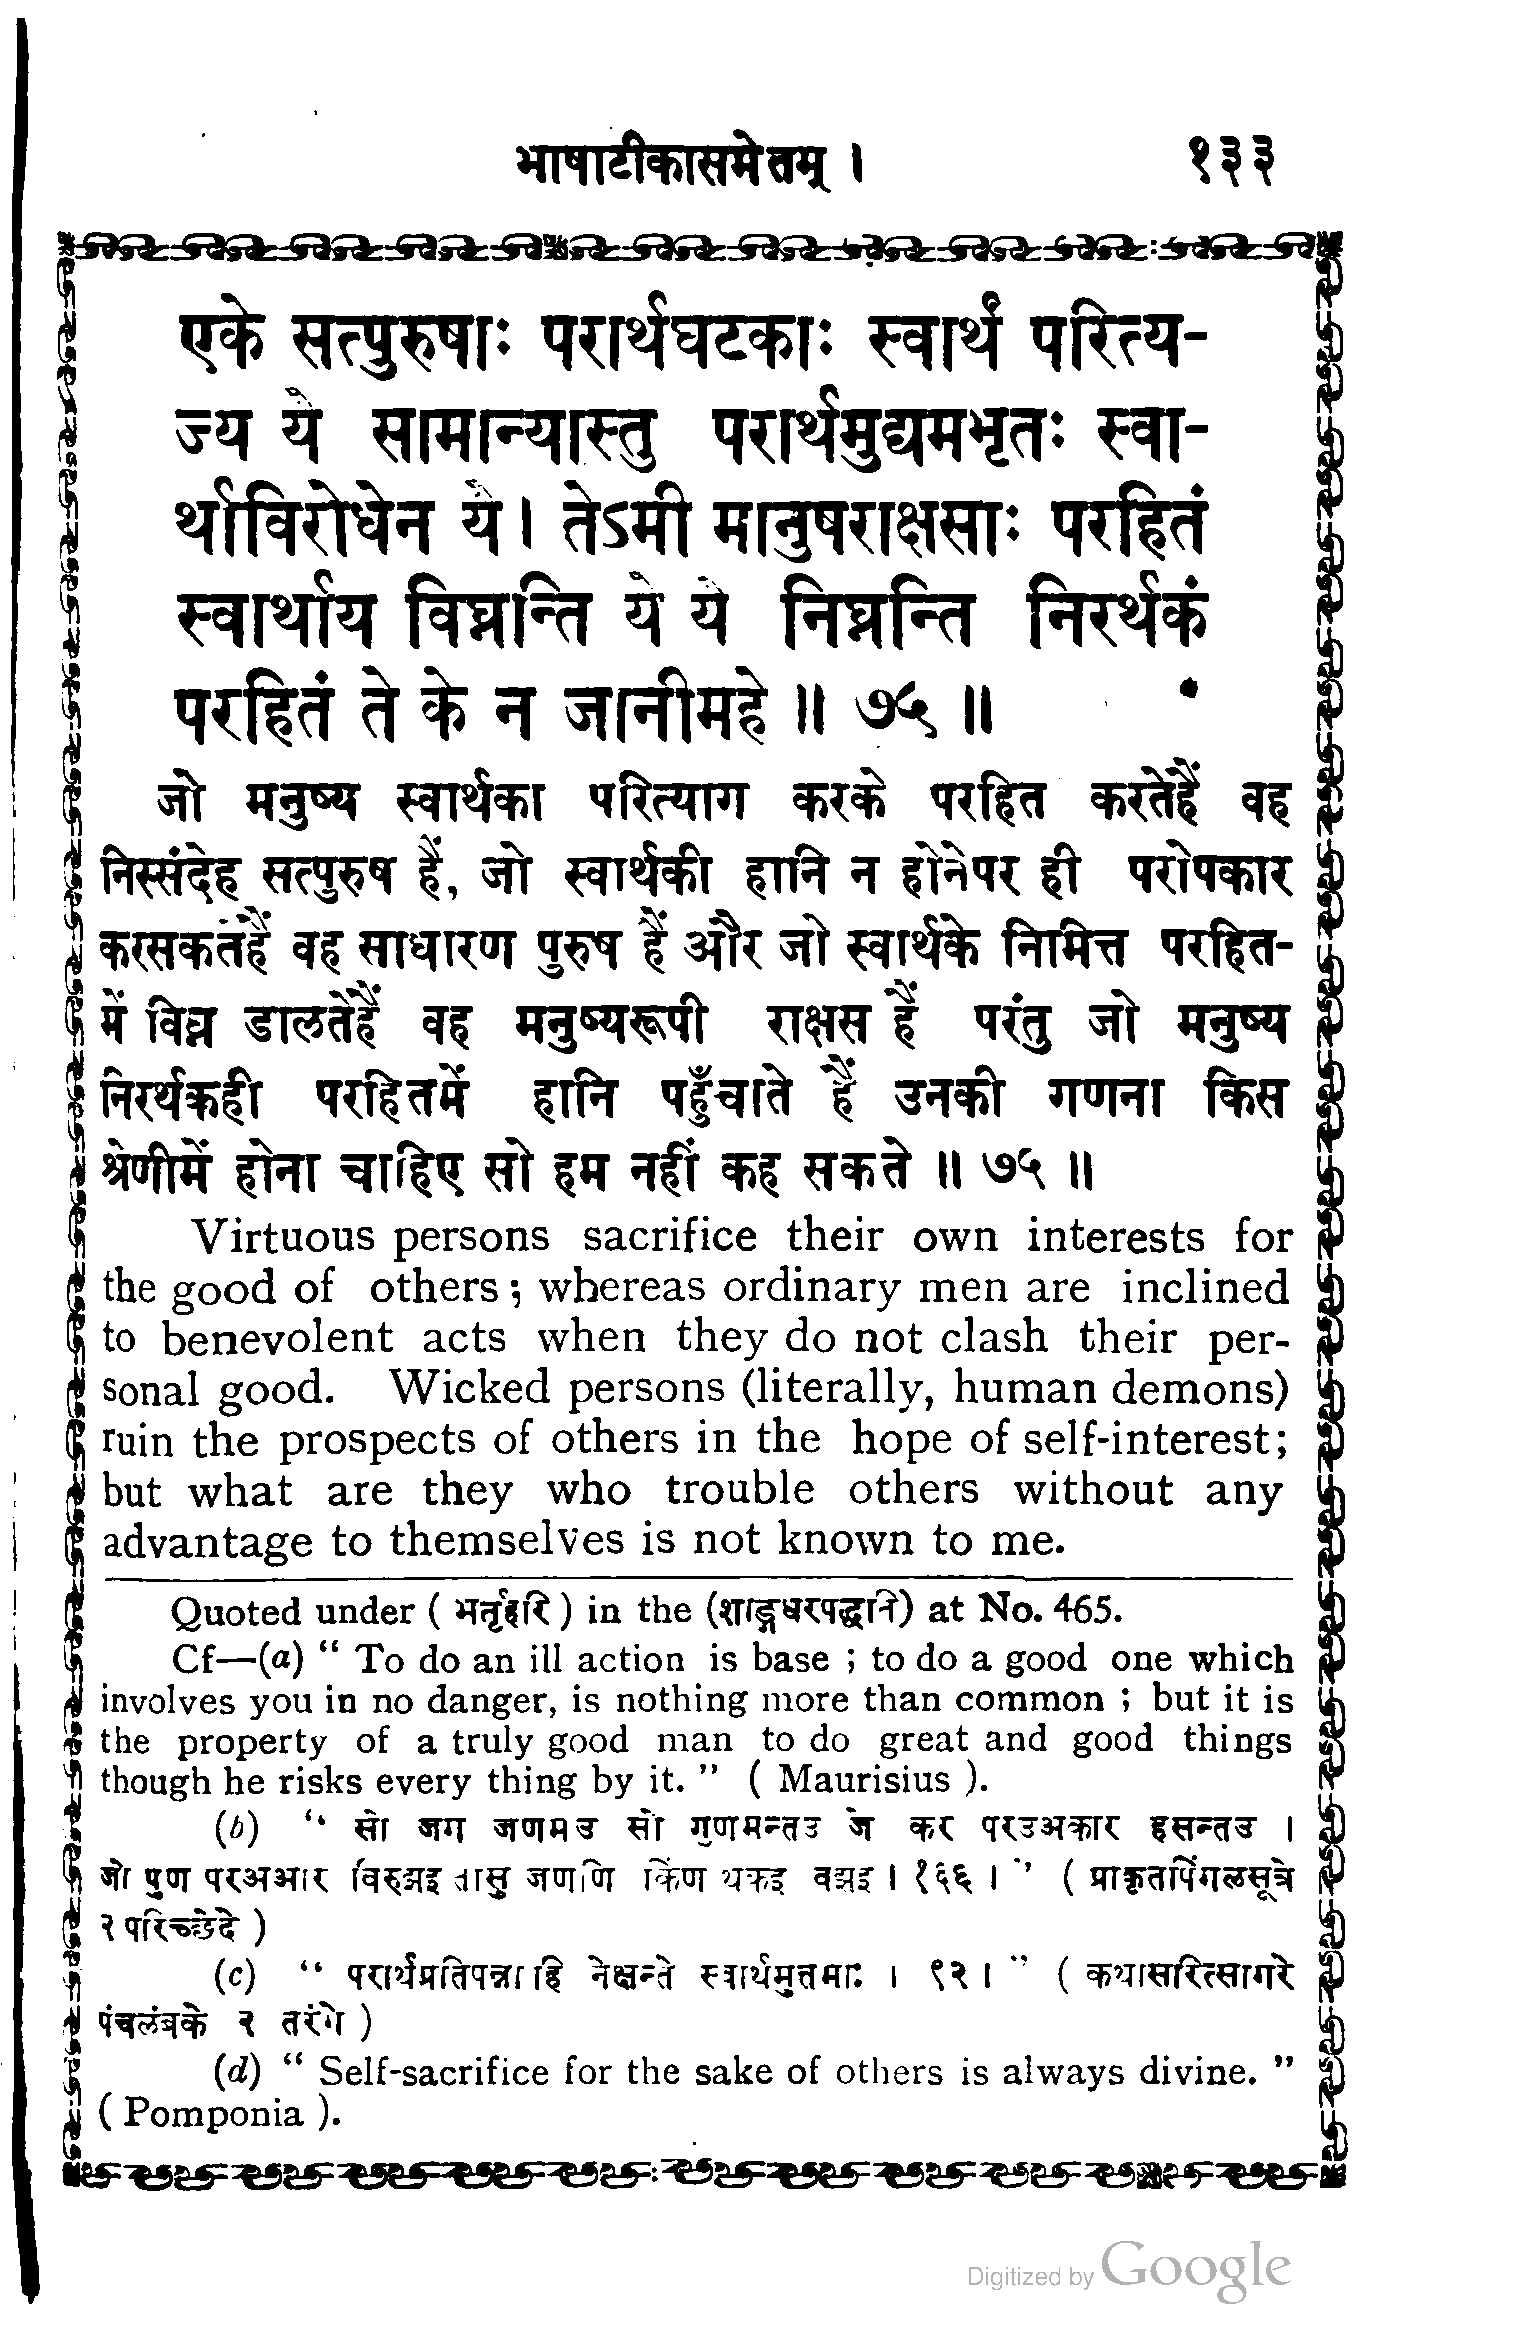 भाषाटीकासमेतम् । १३३
एके सत्पुरुषाः परार्थघटकाः स्वार्थं परित्य-
ज्य ये सामान्यास्तु परार्थमुद्यमभृतः स्वा-
र्थाविरोधेन ये। तेऽमी मानुषराक्षसाः परहितं
स्वार्थाय विघ्नन्ति ये ये निघ्नन्ति निरर्थकं
परहितं ते के न जानीमहे ॥ ७५ ॥
जो मनुष्य स्वार्थका परित्याग करके परहित करतेहैं वह
निस्संदेह सत्पुरुष हैं, जो स्वार्थकी हानि न होनेपर ही परोपकार
करसकतेहैं वह साधारण पुरुष हैं और जो स्वार्थके निमित्त परहित-
में विघ्न डालतेहैं वह मनुष्यरूपी राक्षस हैं परंतु जो मनुष्य
निरर्थकही परहितमें हानि पहुँचाते हैं उनकी गणना किस
श्रेणीमें होना चाहिए सो हम नहीं कह सकते ॥ ७५ ॥
Virtuous persons sacrifice their own interests for
the good of others; whereas ordinary men are inclined
to benevolent acts when they do not clash their per-
sonal good. Wicked persons (literally, human demons)
ruin the prospects of others in the hope of self-interest;
but what are they who trouble others without any
advantage to themselves is not known to me.
Quoted under ( भर्तृहरि ) in the (शार्ङ्गधरपद्धति) at No. 465.
Cf—(a) “ To do an ill action is base ; to do a good one which
involves you in no danger, is nothing more than common ; but it is
the property of a truly good man to do great and good things
though he risks every thing by it. ” ( Maurisius ).
(b) “ सो जग जणमउ सो गुणमन्तउ जे कर परउअकार हसन्तउ ।
जो पुण परअआर विरुझइ तासु जणणि किंण थकइ वझइ । १६६ । ” ( प्राकृतपिंगलसूत्रे
२ परिच्छेदे )
(c) “ परार्थप्रतिपन्ना हि नेक्षन्ते स्वार्थमुत्तमाः । ९२ । ” ( कथासरित्सागरे
पंचलंबके २ तरंगे )
(d) “ Self-sacrifice for the sake of others is always divine. ”
( Pomponia ).
Digitized by Google